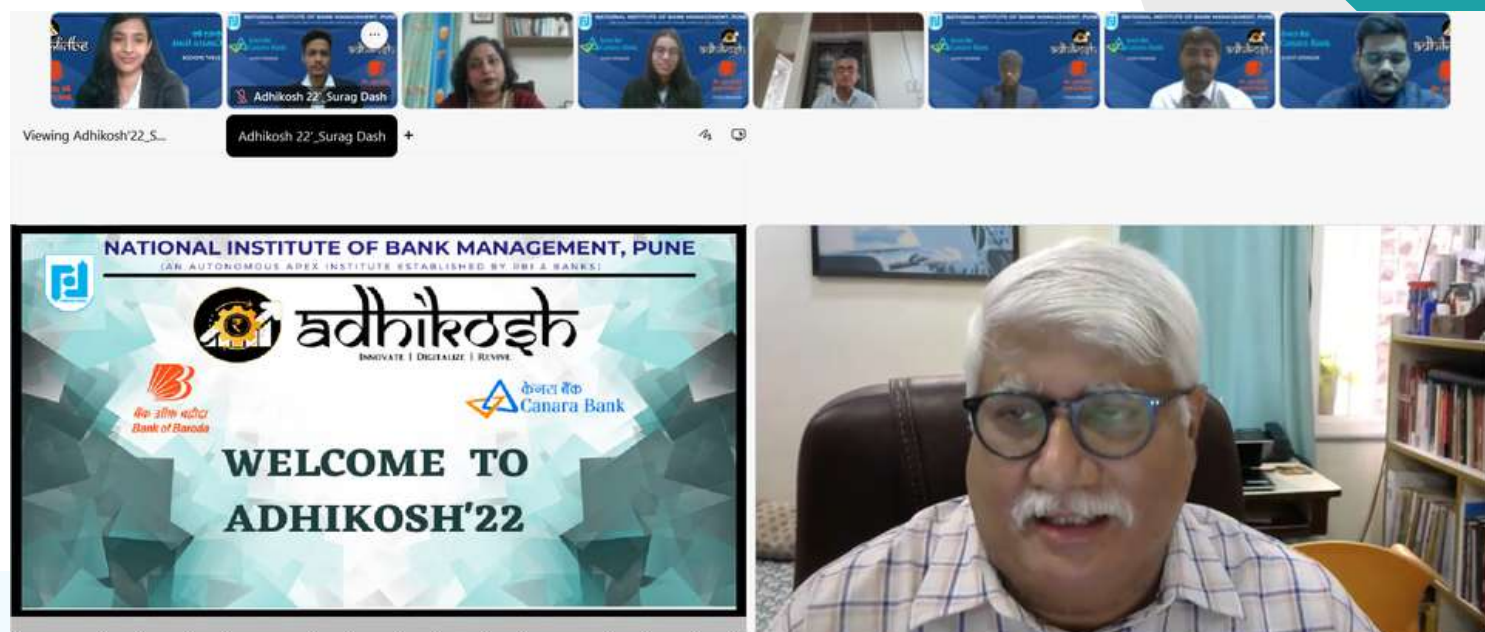 Adhikosh 22'_Surag Dash
Viewing Adhikosh'22_S...
Adhikosh 22'_Surag Dash
NATIONAL INSTITUTE OF BANK MANAGEMENT, PUNE
(AN AUTONOMOUS APEX INSTITUTE ESTABLISHED BY RBI & BANKS)
adhikosh
INNOVATE | DIGITALIZE | REVIVE
बैंक ऑफ़ बड़ौदा
Bank of Baroda
केनरा बैंक
Canara Bank
WELCOME TO
ADHIKOSH'22